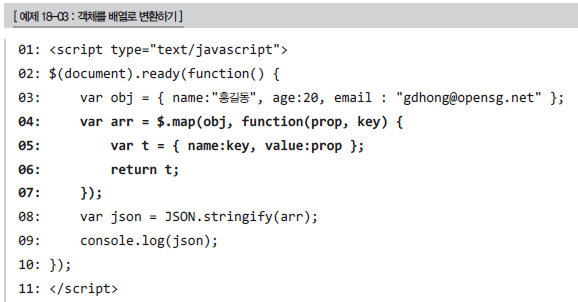 [ 예제 18-03 : 객체를 배열로 변환하기 ]
01: <script type="text/javascript">
02: $(document).ready(function() {
03:     var obj = { name:"홍길동", age:20, email : "gdhong@opensg.net" };
04:     var arr = $.map(obj, function(prop, key) {
05:         var t = { name:key, value:prop };
06:         return t;
07:     });
08:     var json = JSON.stringify(arr);
09:     console.log(json);
10: });
11: </script>